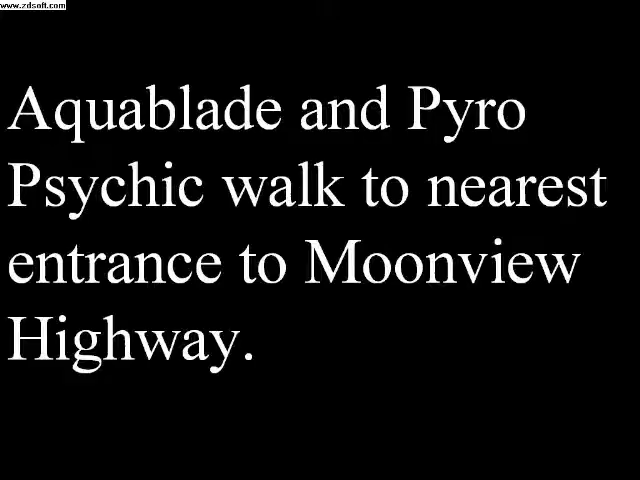 www.zdsoft.com
Aquablade and Pyro
Psychic walk to nearest
entrance to Moonview
Highway.